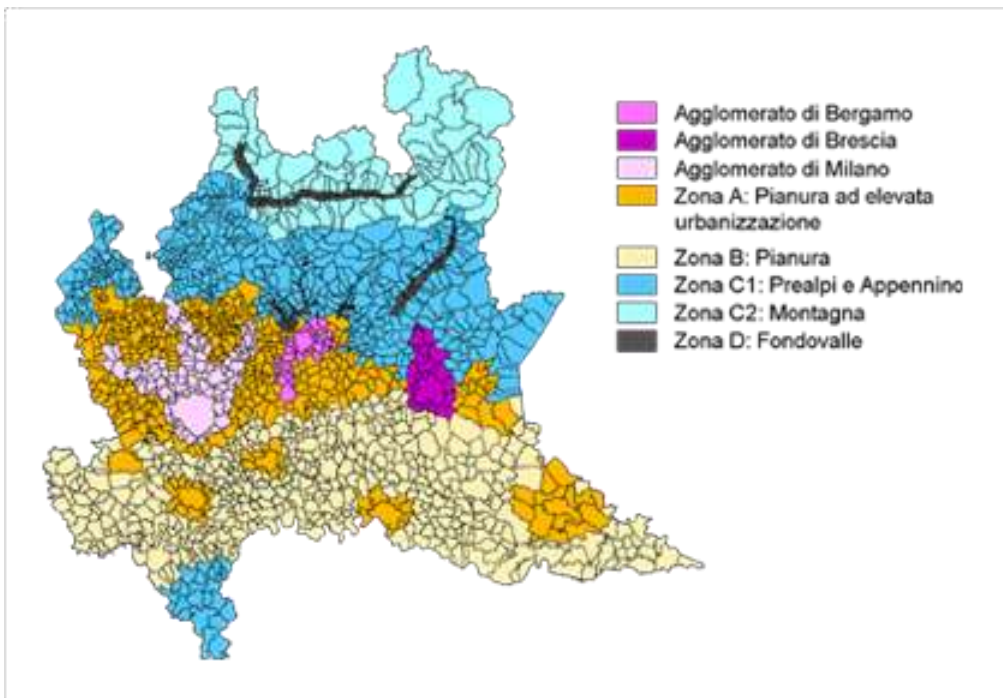 Agglomerato di Bergamo
Agglomerato di Brescia
Agglomerato di Milano
Zona A: Pianura ad elevata
urbanizzazione
Zona B: Pianura
Zona C1: Prealpi e Appennino
Zona C2: Montagna
Zona D: Fondovalle